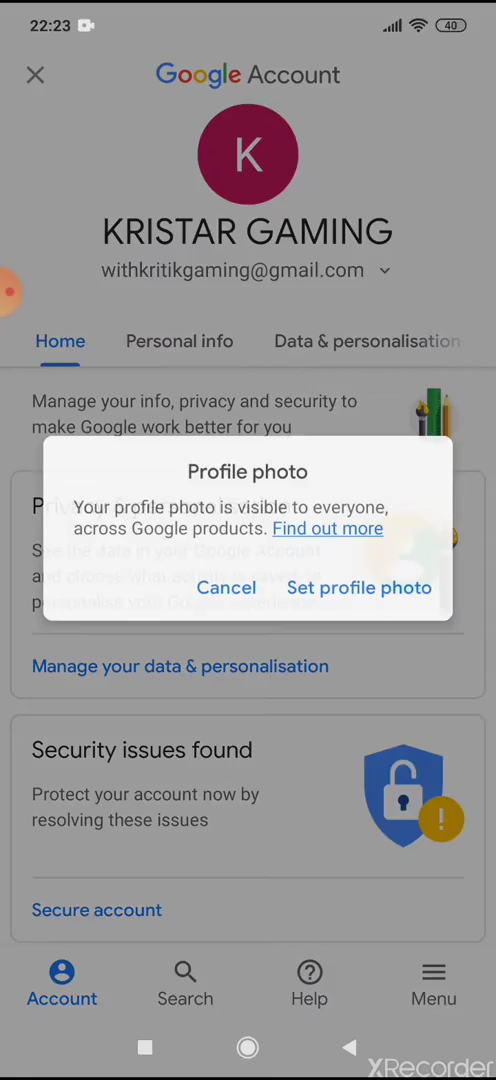 22:23
40
Google Account
K
KRISTAR GAMING
withkritikgaming@gmail.com
Home Personal info Data & personalisation
Manage your info, privacy and security to
make Google work better for you
Profile photo
Your profile photo is visible to everyone,
across Google products. Find out more
Cancel Set profile photo
Manage your data & personalisation
Security issues found
Protect your account now by
resolving these issues
Secure account
Account Search Help Menu
XRecorder